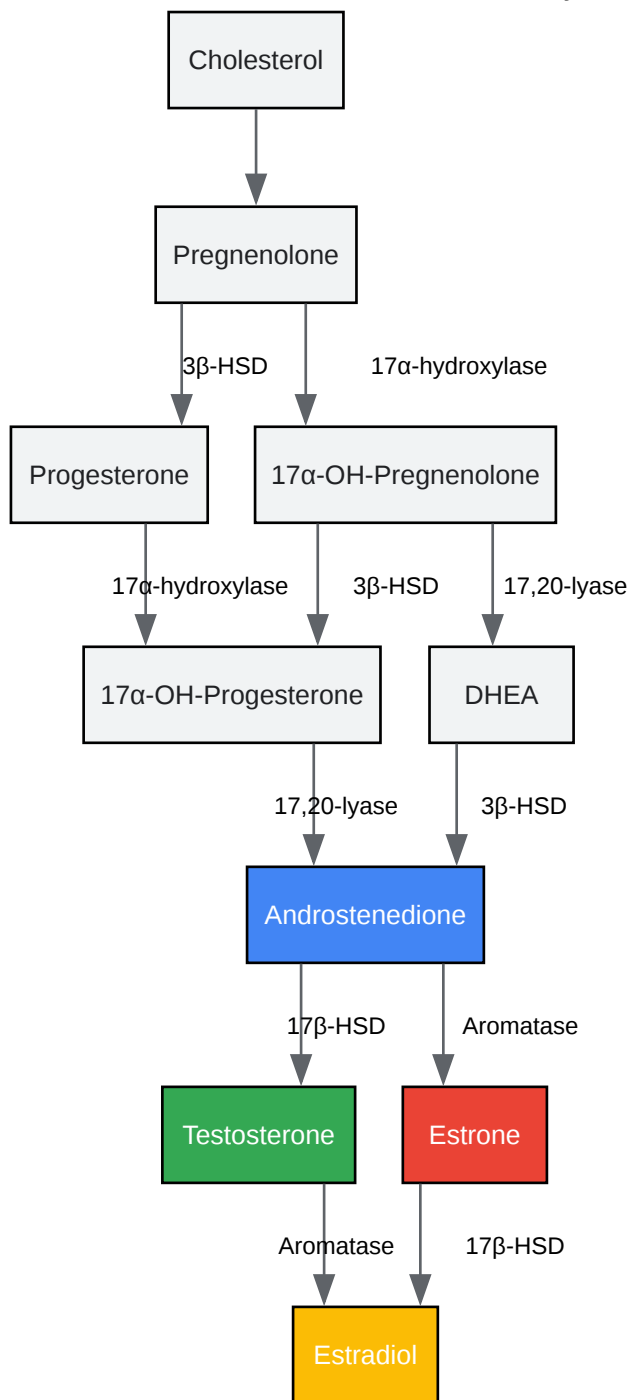 Cholesterol
Pregnenolone
3β-HSD
17α-hydroxylase
Progesterone
17α-OH-Pregnenolone
17α-hydroxylase
3β-HSD
17,20-lyase
17α-OH-Progesterone
DHEA
17,20-lyase
3β-HSD
Androstenedione
17β-HSD
Aromatase
Testosterone
Estrone
Aromatase
17β-HSD
Estradiol